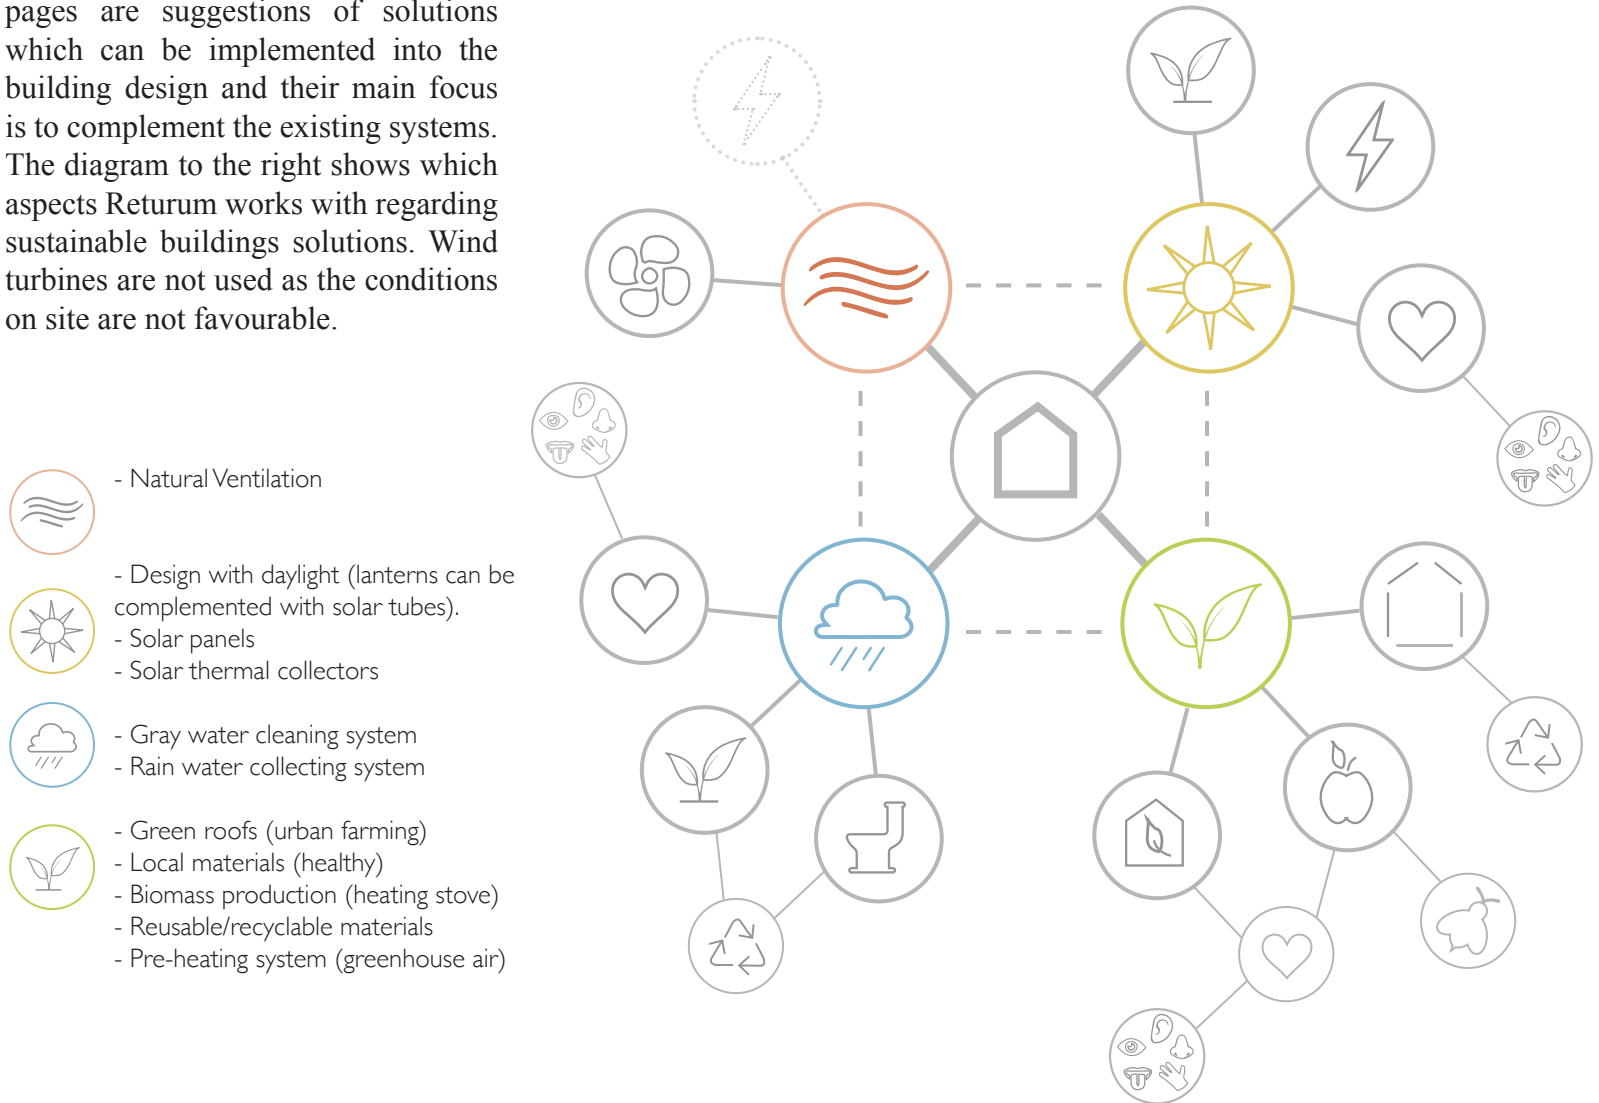 pages are suggestions of solutions
which can be implemented into the
building design and their main focus
is to complement the existing systems.
The diagram to the right shows which
aspects Returum works with regarding
sustainable buildings solutions. Wind
turbines are not used as the conditions
on site are not favourable.
- Natural Ventilation
- Design with daylight (lanterns can be
complemented with solar tubes).
- Solar panels
- Solar thermal collectors
- Gray water cleaning system
- Rain water collecting system
- Green roofs (urban farming)
- Local materials (healthy)
- Biomass production (heating stove)
- Reusable/recyclable materials
- Pre-heating system (greenhouse air)